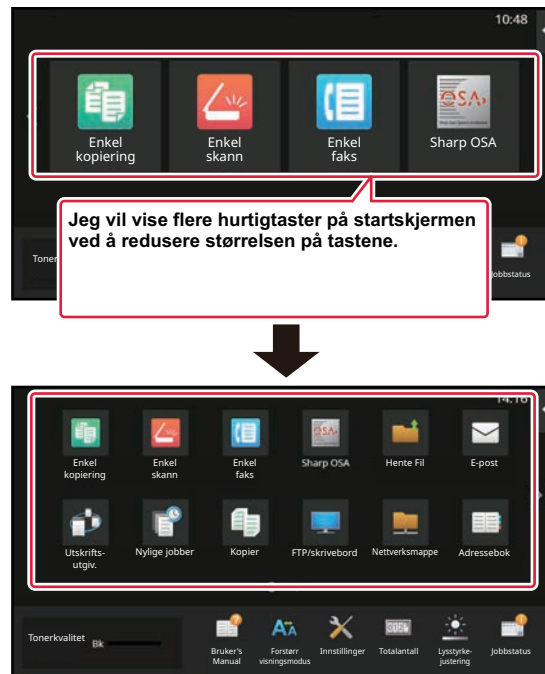 10:48
Enkel
kopiering
Enkel
skann
Enkel
faks
Sharp OSA
Jeg vil vise flere hurtigtaster på startskjermen
ved å redusere størrelsen på tastene.
Toner
Jobbstatus
14:16
Enkel
kopiering
Enkel
skann
Enkel
faks
Sharp OSA
Hente Fil
E-post
Utskrifts-
utgiv.
Nylige jobber
Kopier
FTP/skrivebord
Nettverksmappe
Adressebok
Tonerkvalitet
Bk
Bruker's
Manual
Forstørr
visningsmodus
Innstillinger
Totalantall
Lysstyrke-
justering
Jobbstatus